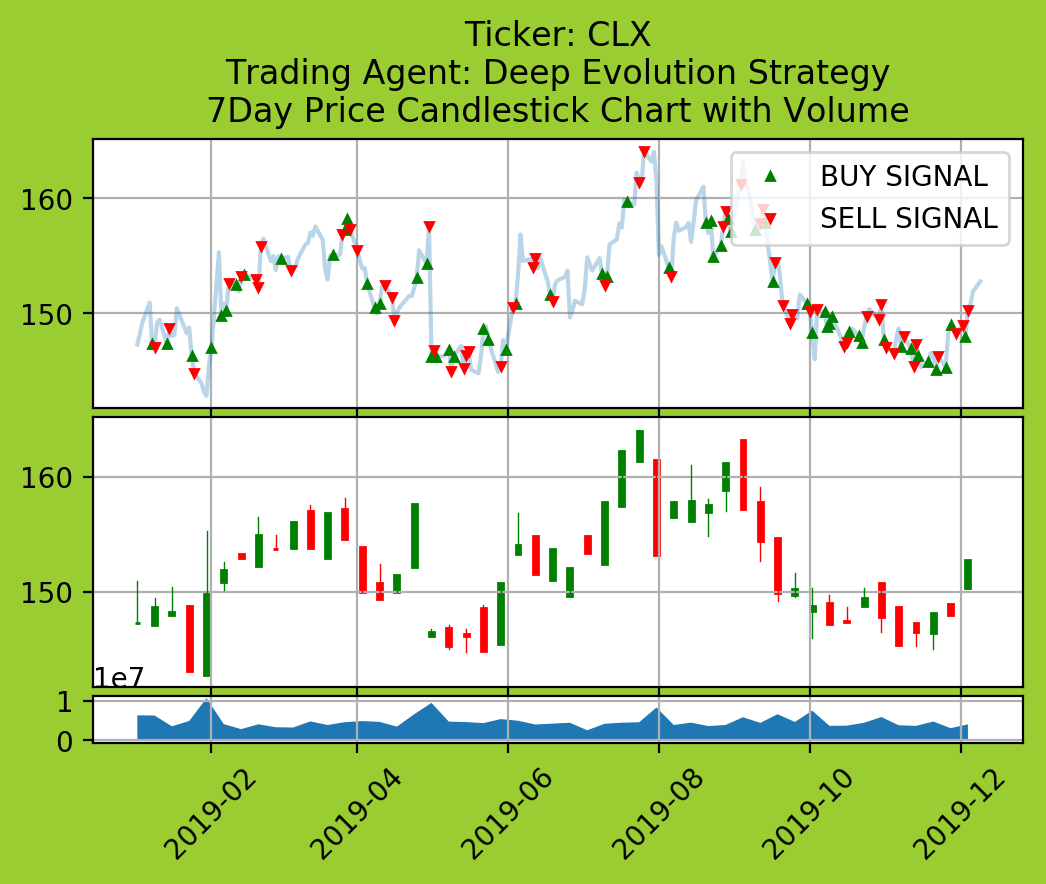 Ticker: CLX
Trading Agent: Deep Evolution Strategy
7Day Price Candlestick Chart with Volume
BUY SIGNAL
SELL SIGNAL
160
150
160
150
1e7
1
0
2019-02
2019-04
2019-06
2019-08
2019-10
2019-12